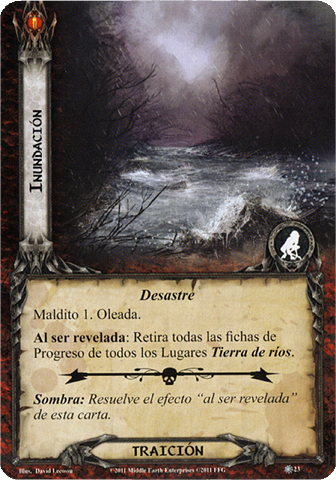 INUNDACIÓN
Desastre
Maldito 1. Oleada.
Al ser revelada: Retira todas las fichas de
Progreso de todos los Lugares Tierra de ríos.
Sombra: Resuelve el efecto “al ser revelada”
de esta carta.
TRAICIÓN
Illus. David Lecossu ©2011 Middle Earth Enterprises ©2011 FFG 23